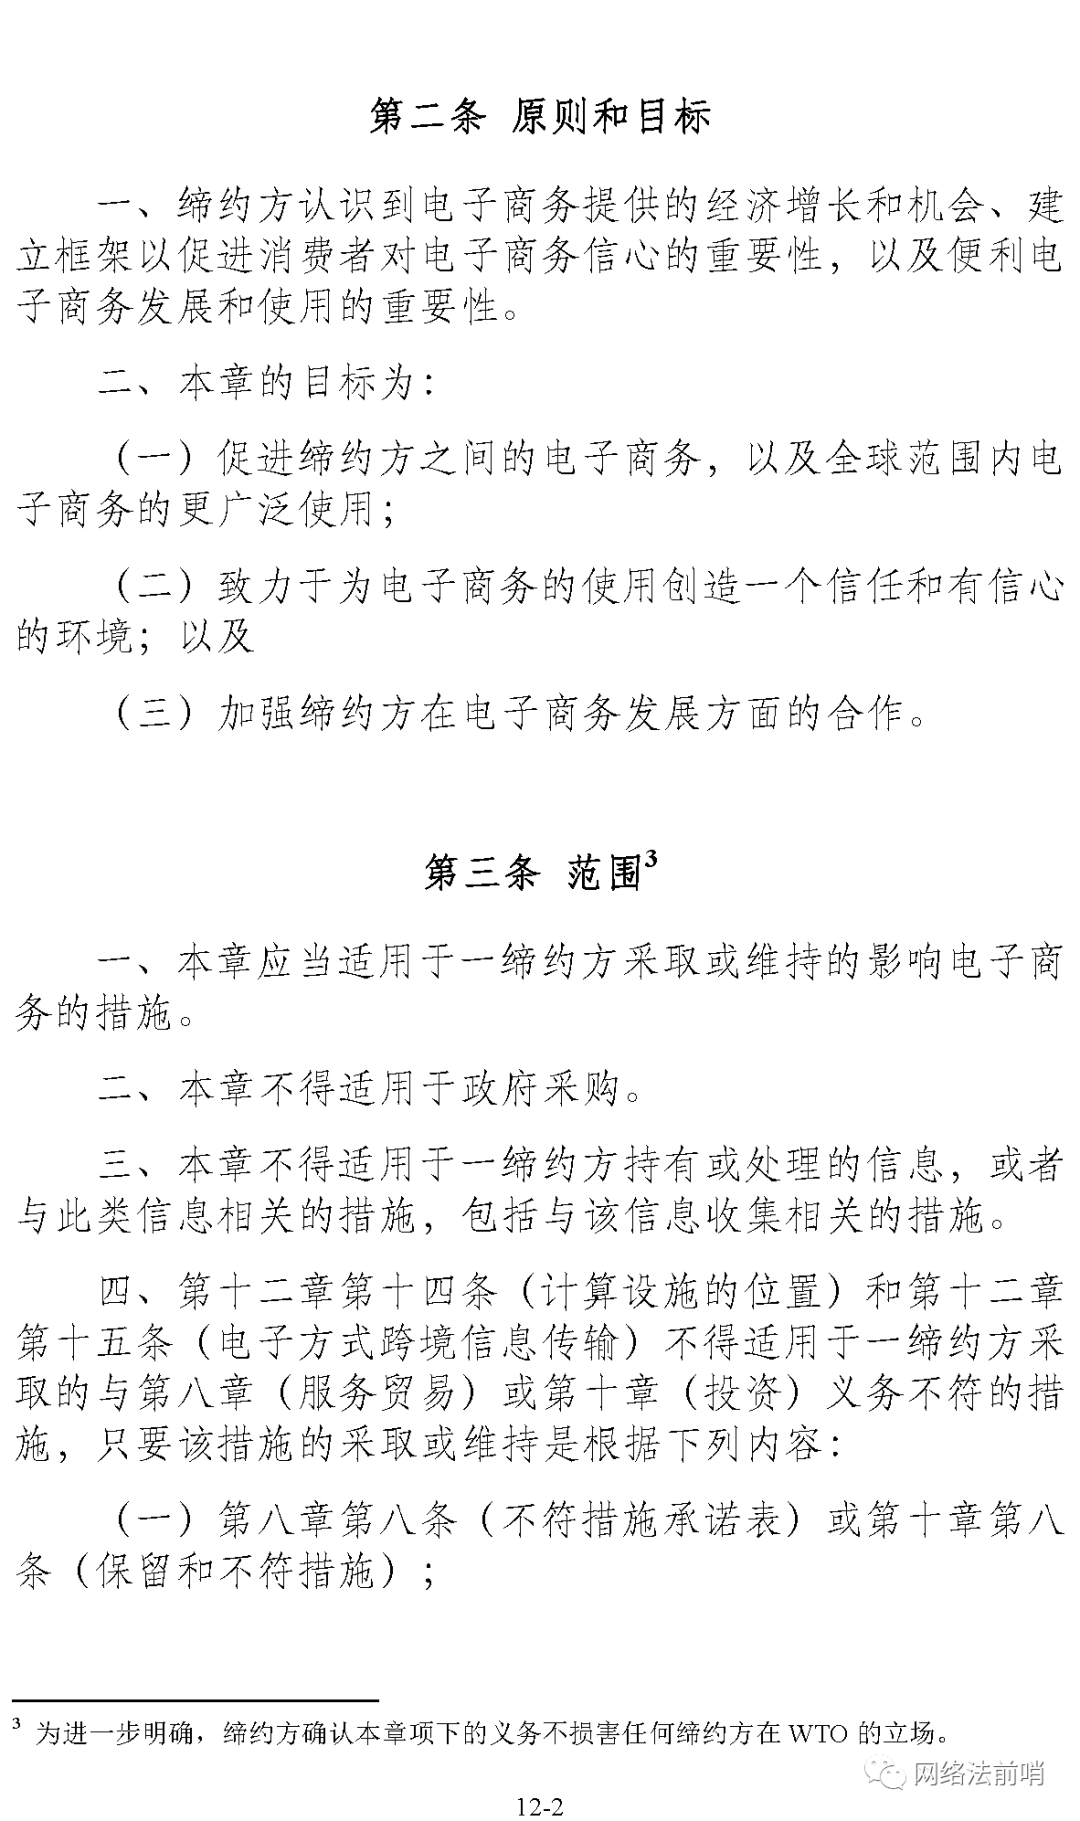 第二条 原则和目标
一、缔约方认识到电子商务提供的经济增长和机会、建
立框架以促进消费者对电子商务信心的重要性，以及便利电
子商务发展和使用的重要性。
二、本章的目标为：
（一）促进缔约方之间的电子商务，以及全球范围内电
子商务的更广泛使用；
（二）致力于为电子商务的使用创造一个信任和有信心
的环境；以及
（三）加强缔约方在电子商务发展方面的合作。
第三条 范围3
一、本章应当适用于一缔约方采取或维持的影响电子商
务的措施。
二、本章不得适用于政府采购。
三、本章不得适用于一缔约方持有或处理的信息，或者
与此类信息相关的措施，包括与该信息收集相关的措施。
四、第十二章第十四条（计算设施的位置）和第十二章
第十五条（电子方式跨境信息传输）不得适用于一缔约方采
取的与第八章（服务贸易）或第十章（投资）义务不符的措
施，只要该措施的采取或维持是根据下列内容：
（一）第八章第八条（不符措施承诺表）或第十章第八
条（保留和不符措施）；
3 为进一步明确，缔约方确认本章项下的义务不损害任何缔约方在 WTO 的立场。
网络法前哨
12-2